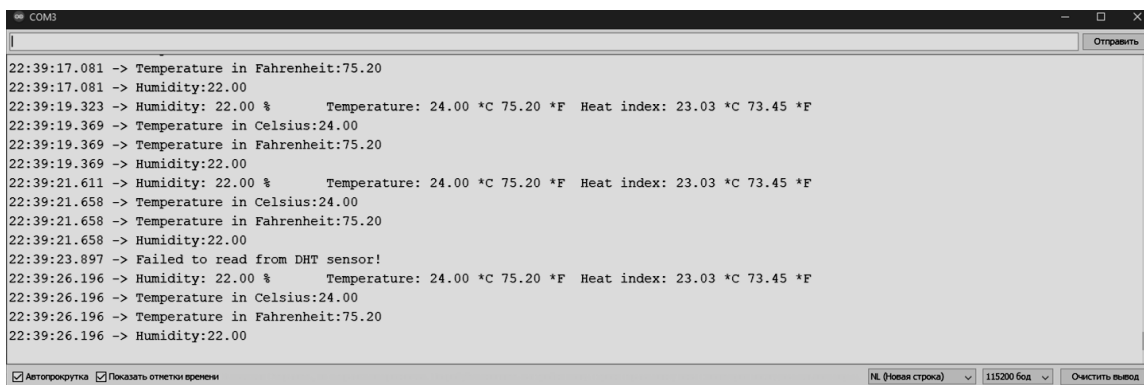 COM3
Отправить
22:39:17.081 -> Temperature in Fahrenheit:75.20
22:39:17.081 -> Humidity:22.00
22:39:19.323 -> Humidity: 22.00 %	Temperature: 24.00 *C 75.20 *F	Heat index: 23.03 *C 73.45 *F
22:39:19.369 -> Temperature in Celsius:24.00
22:39:19.369 -> Temperature in Fahrenheit:75.20
22:39:19.369 -> Humidity:22.00
22:39:21.611 -> Humidity: 22.00 %	Temperature: 24.00 *C 75.20 *F	Heat index: 23.03 *C 73.45 *F
22:39:21.658 -> Temperature in Celsius:24.00
22:39:21.658 -> Temperature in Fahrenheit:75.20
22:39:21.658 -> Humidity:22.00
22:39:23.897 -> Failed to read from DHT sensor!
22:39:26.196 -> Humidity: 22.00 %	Temperature: 24.00 *C 75.20 *F	Heat index: 23.03 *C 73.45 *F
22:39:26.196 -> Temperature in Celsius:24.00
22:39:26.196 -> Temperature in Fahrenheit:75.20
22:39:26.196 -> Humidity:22.00
Автопрокрутка Показать отметки времени NL (Новая строка) 115200 бод Очистить вывод